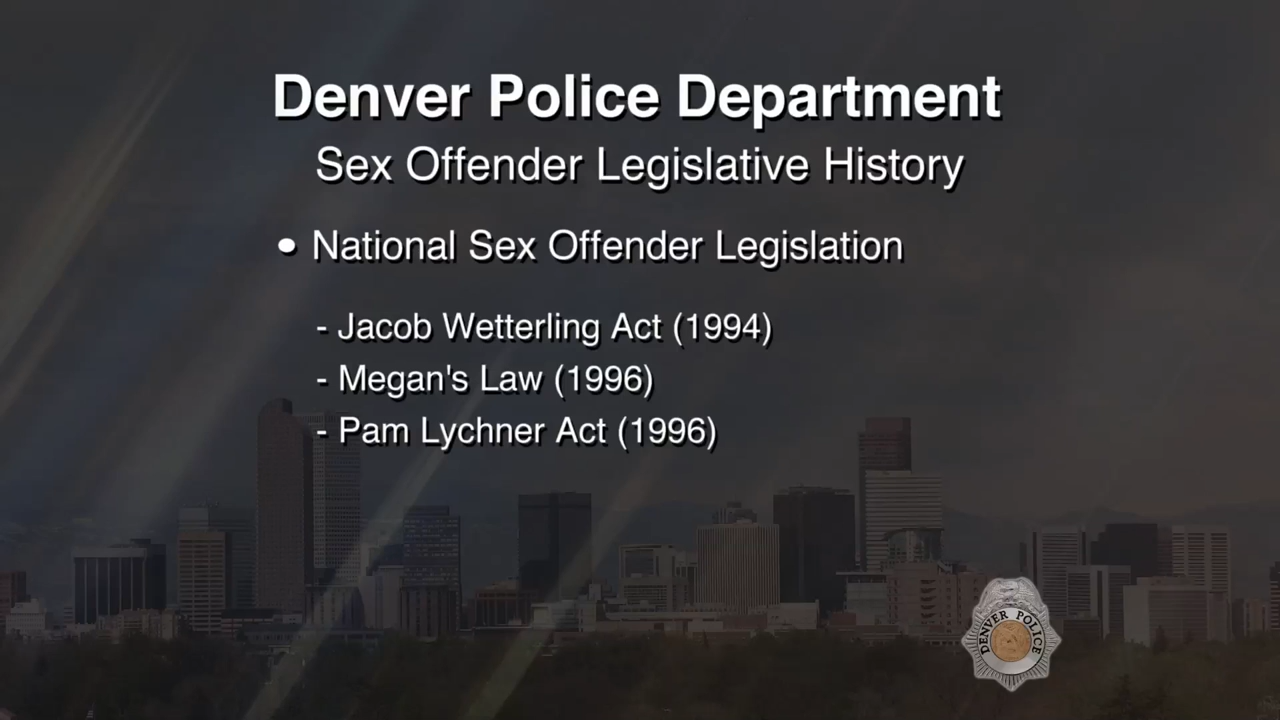 Denver Police Department
Sex Offender Legislative History
• National Sex Offender Legislation
- Jacob Wetterling Act (1994)
- Megan's Law (1996)
- Pam Lychner Act (1996)
DENVER POLICE